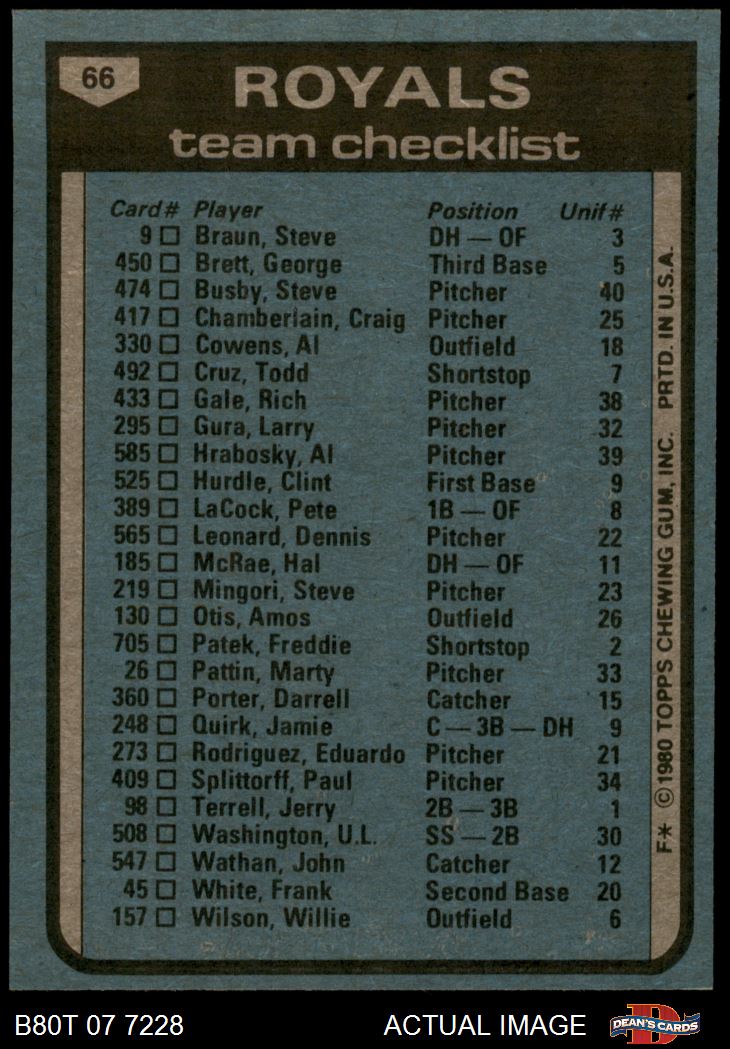 66
ROYALS
team checklist
Card# Player Position Unif#
9 Braun, Steve DH — OF 3
450 Brett, George Third Base 5
474 Busby, Steve Pitcher 40
417 Chamberlain, Craig Pitcher 25
330 Cowens, Al Outfield 18
492 Cruz, Todd Shortstop 7
433 Gale, Rich Pitcher 38
295 Gura, Larry Pitcher 32
585 Hrabosky, Al Pitcher 39
525 Hurdle, Clint First Base 9
389 LaCock, Pete 1B — OF 8
565 Leonard, Dennis Pitcher 22
185 McRae, Hal DH — OF 11
219 Mingori, Steve Pitcher 23
130 Otis, Amos Outfield 26
705 Patek, Freddie Shortstop 2
26 Pattin, Marty Pitcher 33
360 Porter, Darrell Catcher 15
248 Quirk, Jamie C — 3B — DH 9
273 Rodriguez, Eduardo Pitcher 21
409 Splittorff, Paul Pitcher 34
98 Terrell, Jerry 2B — 3B 1
508 Washington, U.L. SS — 2B 30
547 Wathan, John Catcher 12
45 White, Frank Second Base 20
157 Wilson, Willie Outfield 6
F* © 1980 TOPPS CHEWING GUM, INC. PRTD. IN U.S.A.
B80T 07 7228 ACTUAL IMAGE DEAN'S CARDS